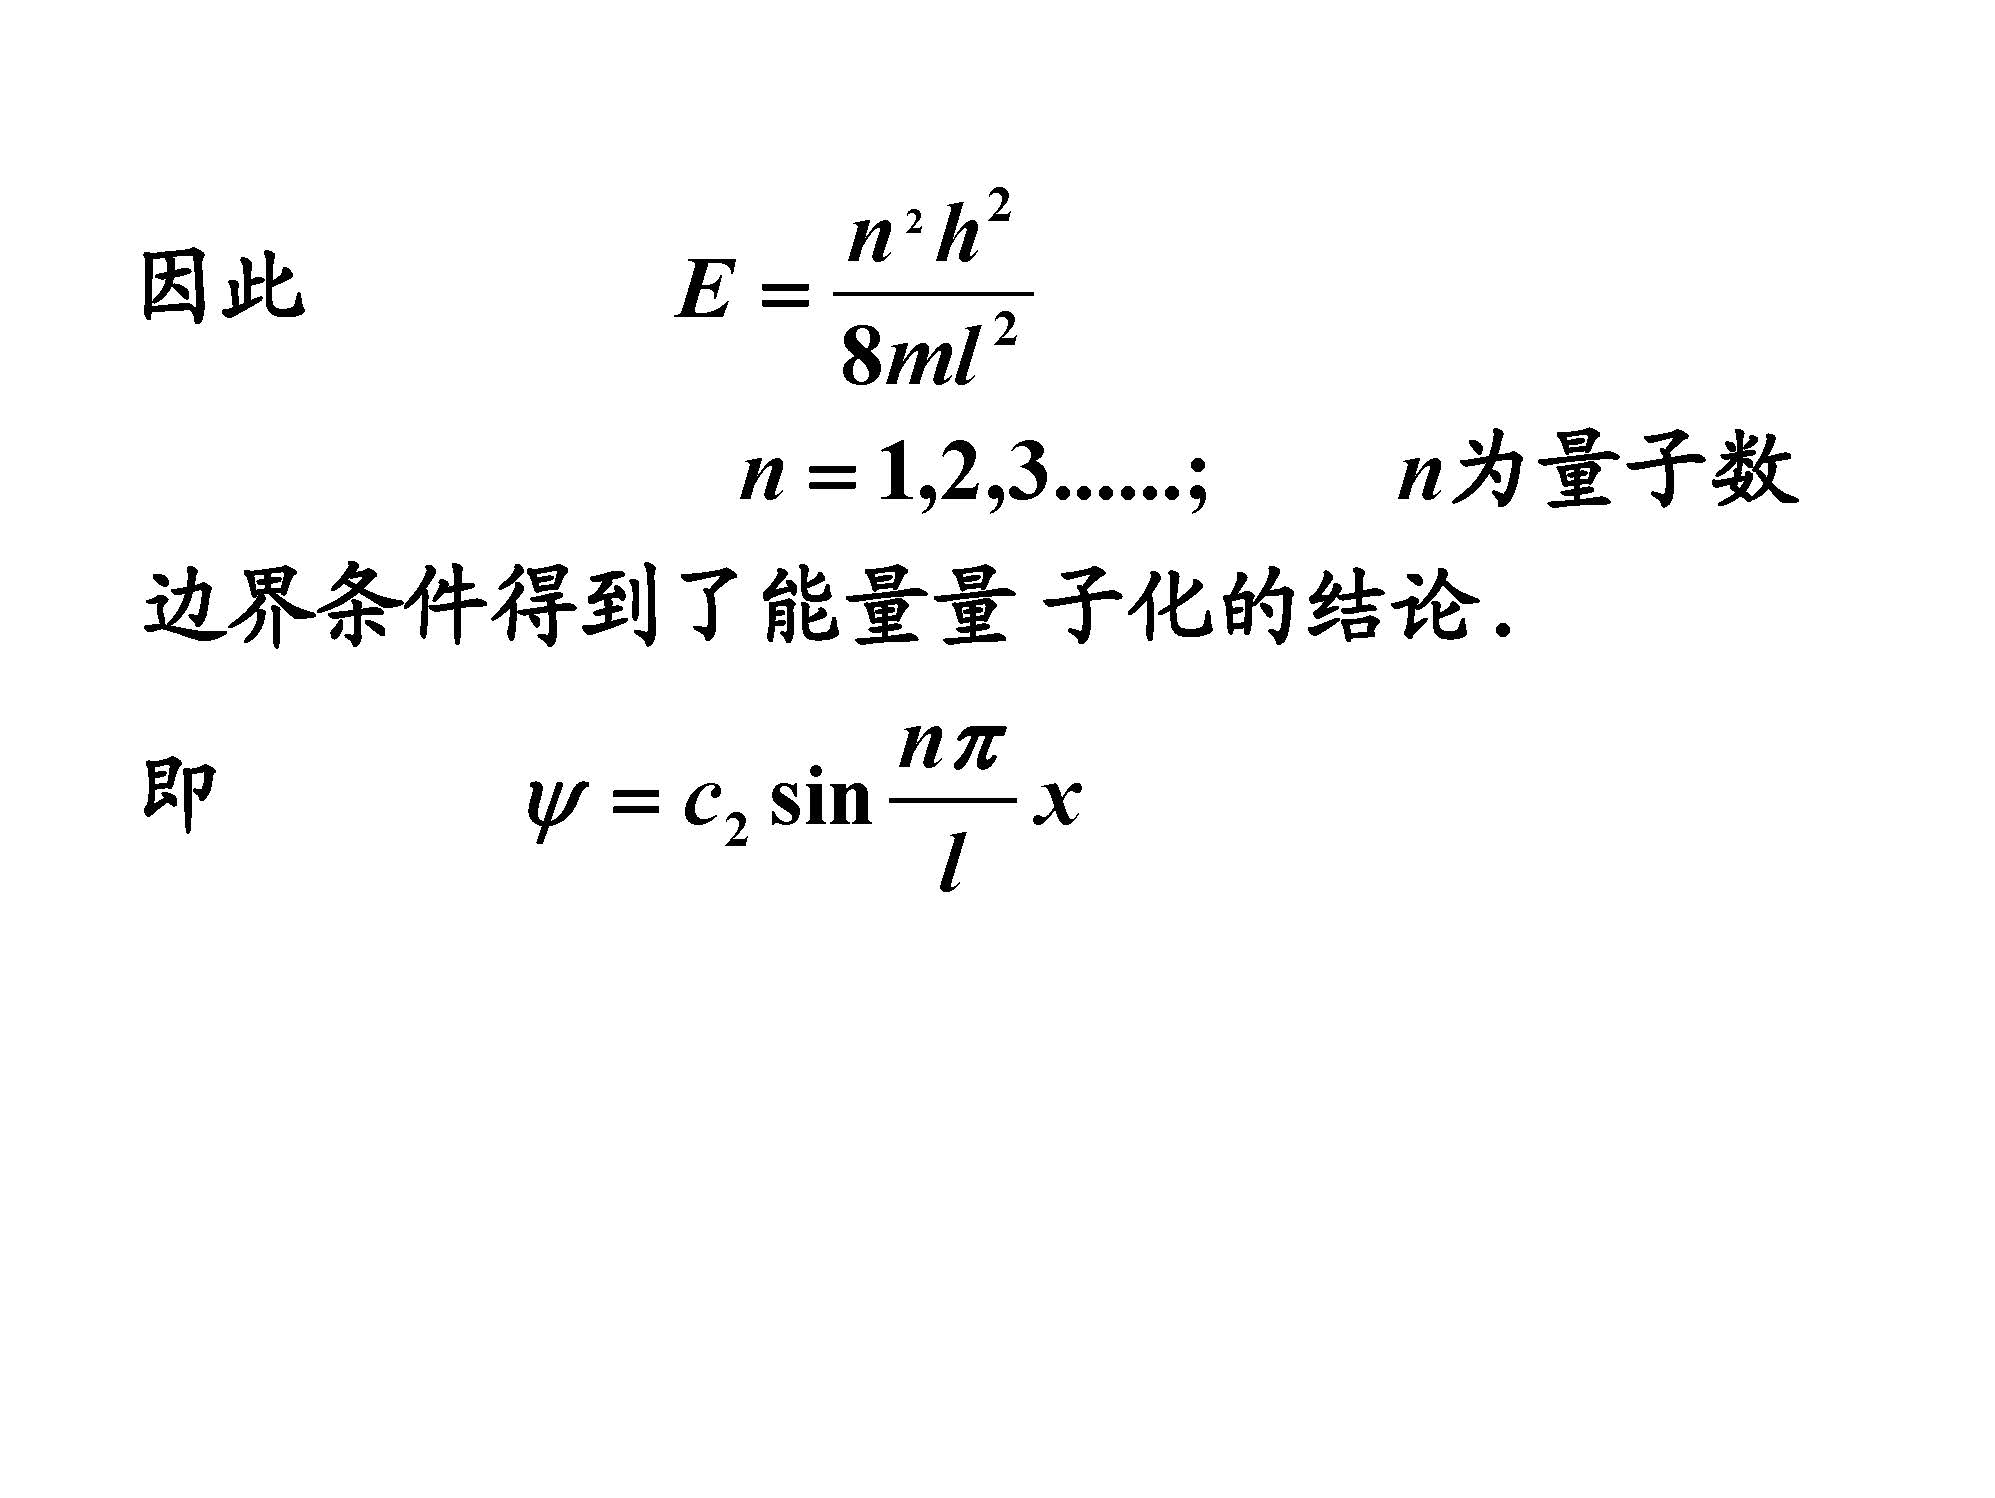 因此 E = n²h² / 8ml²
n = 1,2,3......; n为量子数
边界条件得到了能量量 子化的结论.
即 ψ = c₂ sin nπ/l x